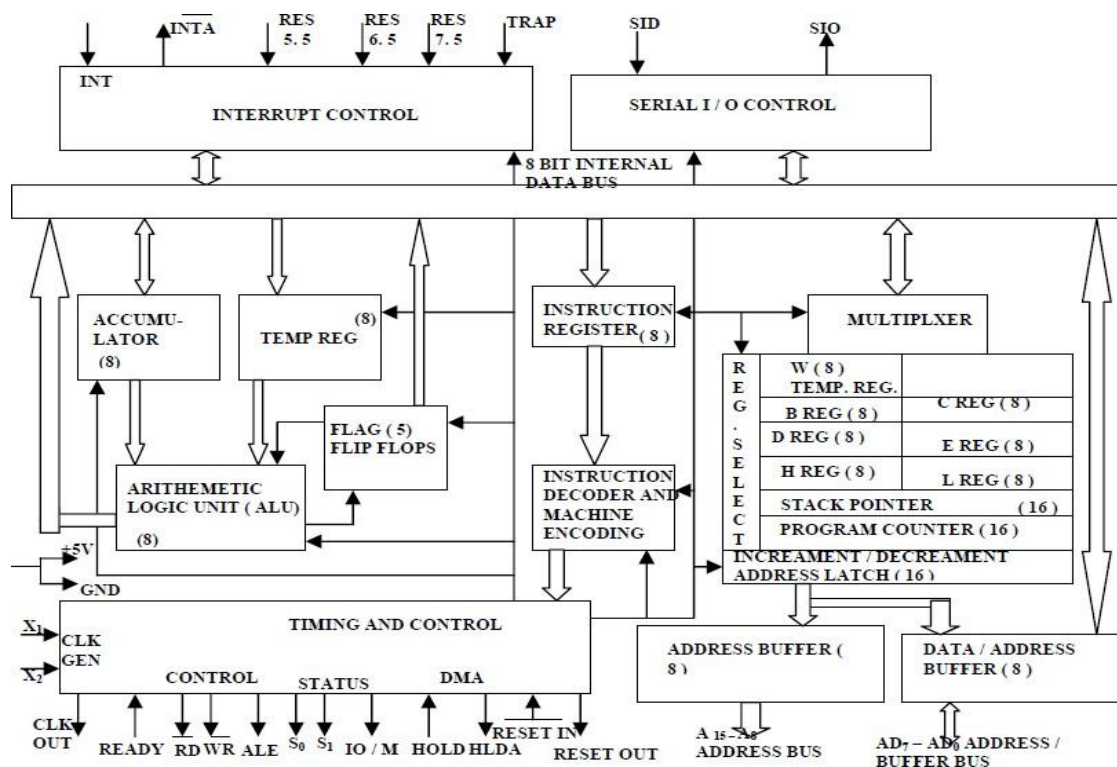 INTA
RES
5. 5
RES
6. 5
RES
7. 5
TRAP
SID
SIO
INT
INTERRUPT CONTROL
SERIAL I / O CONTROL
8 BIT INTERNAL
DATA BUS
ACCUMU-
LATOR
(8)
(8)
TEMP REG
INSTRUCTION
REGISTER ( 8 )
MULTIPLXER
REG. SELECT
W ( 8 )
TEMP. REG.
B REG ( 8 )
C REG ( 8 )
D REG ( 8 )
E REG ( 8 )
H REG ( 8 )
L REG ( 8 )
STACK POINTER ( 16 )
PROGRAM COUNTER ( 16 )
INCREAMENT / DECREAMENT
ADDRESS LATCH ( 16 )
FLAG ( 5 )
FLIP FLOPS
ARITHEMETIC
LOGIC UNIT ( ALU)
(8)
INSTRUCTION
DECODER AND
MACHINE
ENCODING
+5V
GND
X1
X2
CLK
GEN
TIMING AND CONTROL
CONTROL
STATUS
DMA
ADDRESS BUFFER (
8 )
DATA / ADDRESS
BUFFER ( 8 )
CLK
OUT
READY
RD
WR
ALE
S0
S1
IO / M
HOLD
HLDA
RESET IN
RESET OUT
A 15 – A8
ADDRESS BUS
AD7 – AD0 ADDRESS /
BUFFER BUS